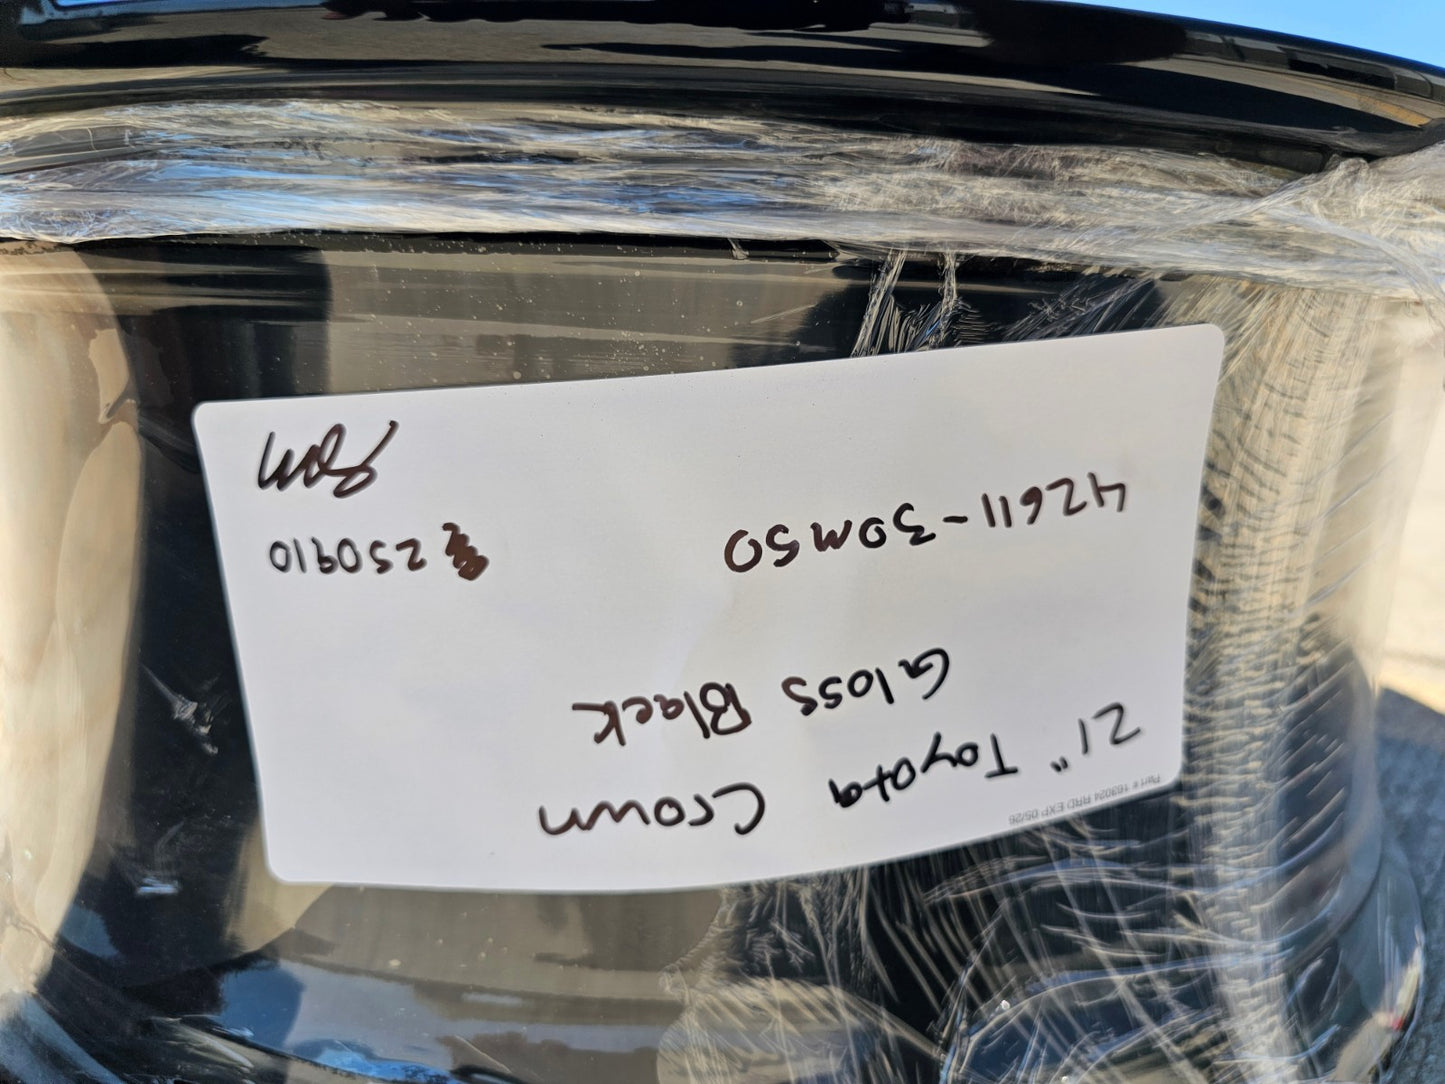 Part # 163024 RRD EXP 05/26
21" Toyota Crown
Gloss Black
42611-30M50
250910